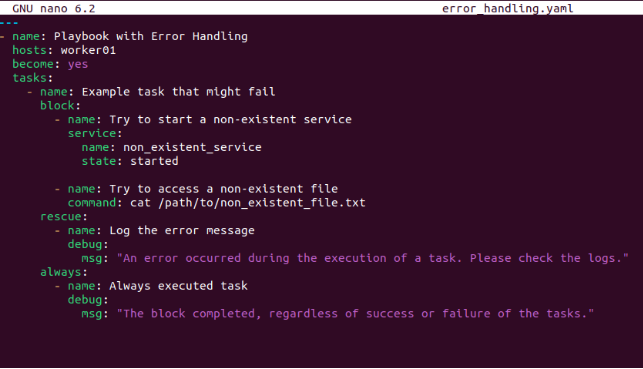 GNU nano 6.2 error_handling.yaml
---
- name: Playbook with Error Handling
  hosts: worker01
  become: yes
  tasks:
    - name: Example task that might fail
      block:
        - name: Try to start a non-existent service
          service:
            name: non_existent_service
            state: started

        - name: Try to access a non-existent file
          command: cat /path/to/non_existent_file.txt
      rescue:
        - name: Log the error message
          debug:
            msg: "An error occurred during the execution of a task. Please check the logs."
      always:
        - name: Always executed task
          debug:
            msg: "The block completed, regardless of success or failure of the tasks."